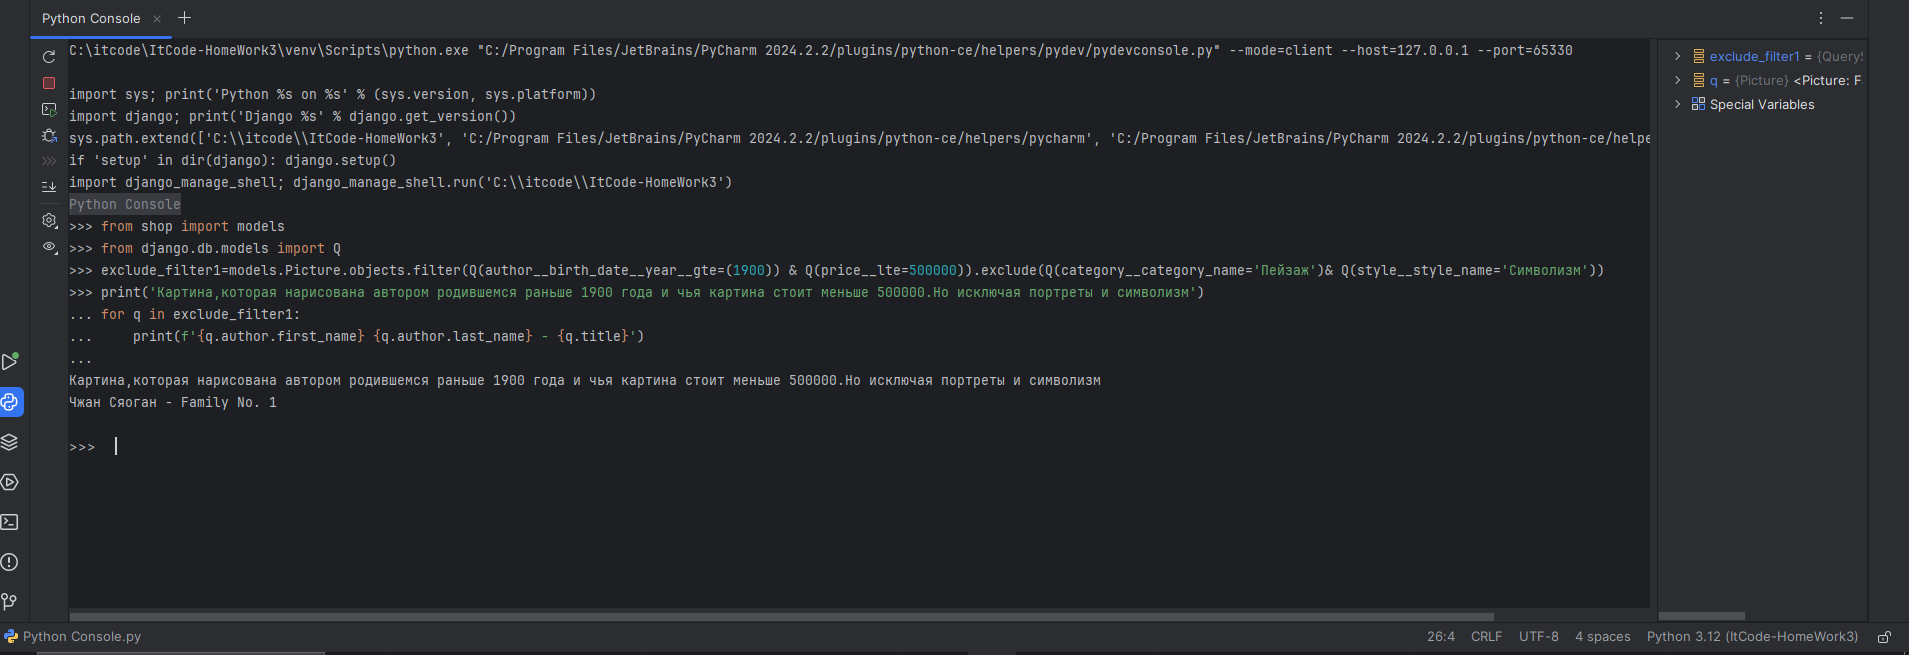 Python Console
C:\itcode\ItCode-HomeWork3\venv\Scripts\python.exe "C:/Program Files/JetBrains/PyCharm 2024.2.2/plugins/python-ce/helpers/pydev/pydevconsole.py" --mode=client --host=127.0.0.1 --port=65330
import sys; print('Python %s on %s' % (sys.version, sys.platform))
import django; print('Django %s' % django.get_version())
sys.path.extend(['C:\\itcode\\ItCode-HomeWork3', 'C:/Program Files/JetBrains/PyCharm 2024.2.2/plugins/python-ce/helpers/pycharm', 'C:/Program Files/JetBrains/PyCharm 2024.2.2/plugins/python-ce/helpe
if 'setup' in dir(django): django.setup()
import django_manage_shell; django_manage_shell.run('C:\\itcode\\ItCode-HomeWork3')
Python Console
>>> from shop import models
>>> from django.db.models import Q
>>> exclude_filter1=models.Picture.objects.filter(Q(author__birth_date__year__gte=(1900)) & Q(price__lte=500000)).exclude(Q(category__category_name='Пейзаж')& Q(style__style_name='Символизм'))
>>> print('Картина,которая нарисована автором родившемся раньше 1900 года и чья картина стоит меньше 500000.Но исключая портреты и символизм')
... for q in exclude_filter1:
...     print(f'{q.author.first_name} {q.author.last_name} - {q.title}')
...
Картина,которая нарисована автором родившемся раньше 1900 года и чья картина стоит меньше 500000.Но исключая портреты и символизм
Чжан Сяоган - Family No. 1
>>>
exclude_filter1 = {Query
q = {Picture} <Picture: F
Special Variables
Python Console.py
26:4 CRLF UTF-8 4 spaces Python 3.12 (ItCode-HomeWork3)